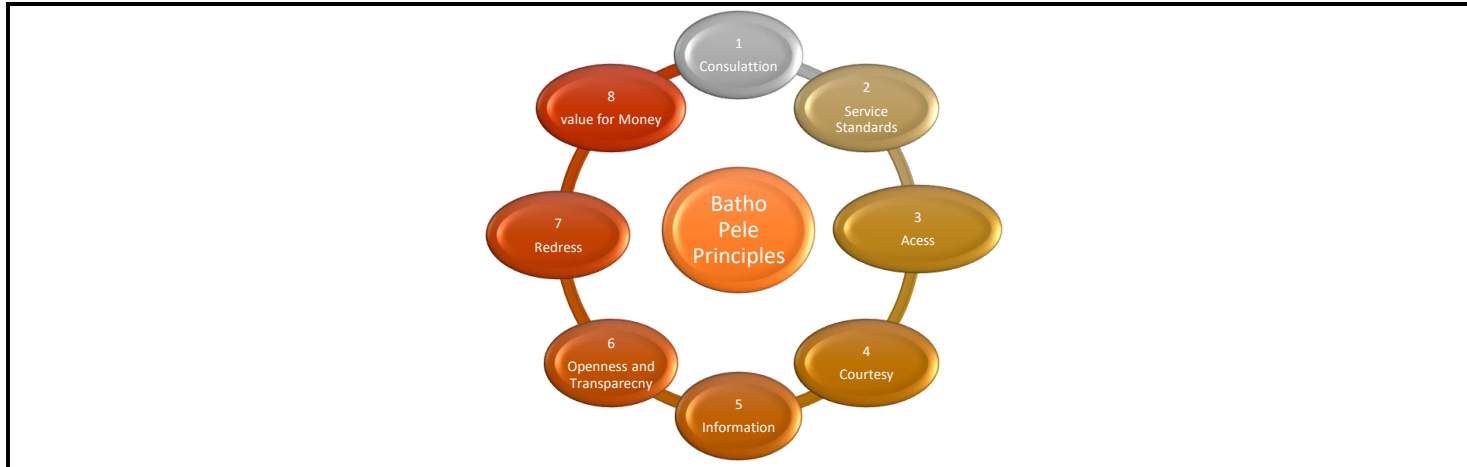 1
Consulattion
2
Service
Standards
3
Acess
4
Courtesy
5
Information
6
Openness and
Transparecny
7
Redress
8
value for Money
Batho
Pele
Principles